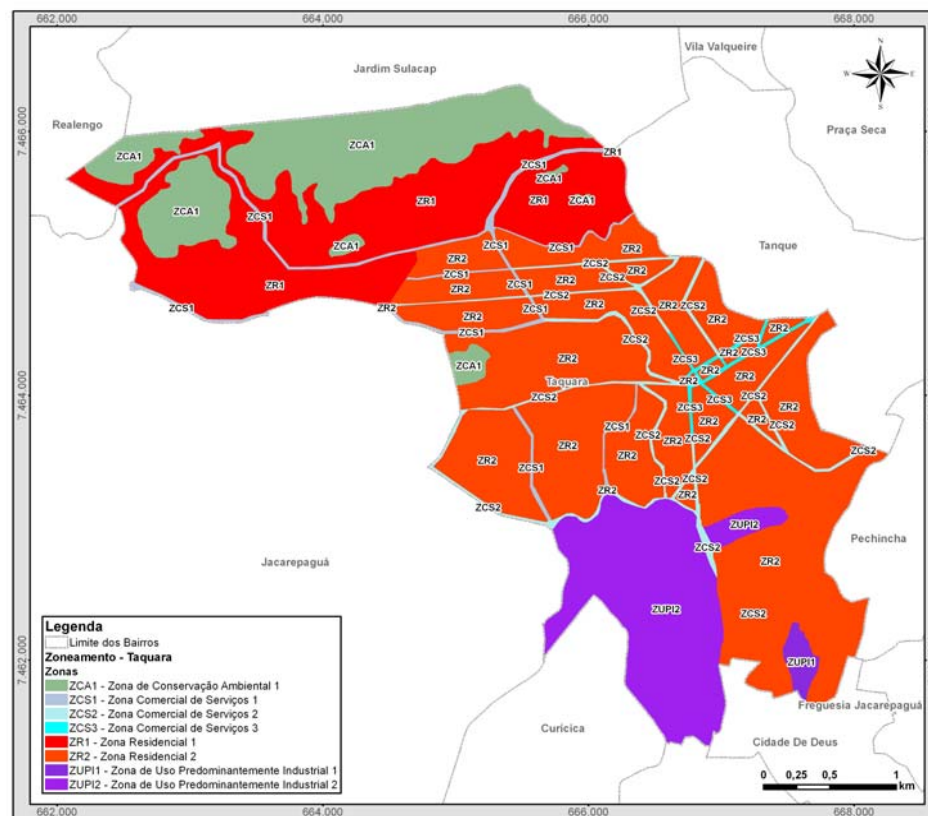 662.000 664.000 666.000 668.000
Vila Valqueire
N
Jardim Sulacap
W E
S
7.466.000
Realengo
Praça Seca
ZCA1
ZR1
ZCA1
ZCS1
ZCA1
ZCS1
ZR1
ZR1
ZCA1
ZCA1
ZCS1
ZCS1
ZR2
Tanque
ZR2
ZCS2
ZCS1
ZR2
ZCS2
ZR1
ZR2
ZCS1
ZR2
ZCS2
ZCS1
ZR2
ZCS1
ZR2
ZCS2
ZR2
ZCS2
ZR2
ZR2
ZCS1
ZCS2
ZR2
ZCS3
ZCA1
ZR2
ZCS3
ZR2
ZCS3
ZR2
7.464.000
Taquara
ZR2
ZR2
ZCS2
ZCS3
ZCS3
ZCS2
ZR2
ZR2
ZR2
ZCS1
ZCS2
ZR2
ZCS2
ZCS2
ZR2
ZR2
ZR2
ZCS2
ZCS1
ZCS2
ZCS2
ZR2
ZR2
ZCS2
ZUPI2
Pechincha
ZCS2
Jacarepaguá
ZR2
ZUPI2
ZCS2
7.462.000
ZUPI1
Freguesia Jacarepaguá
Curicica
Cidade De Deus
Legenda
Limite dos Bairros
Zoneamento - Taquara
Zonas
ZCA1 - Zona de Conservação Ambiental 1
ZCS1 - Zona Comercial de Serviços 1
ZCS2 - Zona Comercial de Serviços 2
ZCS3 - Zona Comercial de Serviços 3
ZR1 - Zona Residencial 1
ZR2 - Zona Residencial 2
ZUPI1 - Zona de Uso Predominantemente Industrial 1
ZUPI2 - Zona de Uso Predominantemente Industrial 2
0 0,25 0,5 1
km
662.000 664.000 666.000 668.000